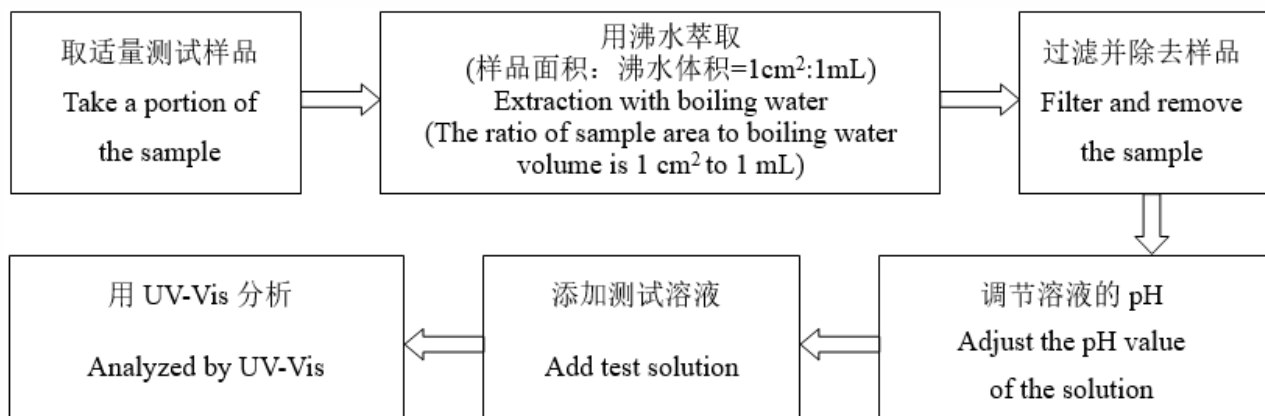 取适量测试样品
Take a portion of
the sample
用沸水萃取
(样品面积：沸水体积=1cm²:1mL)
Extraction with boiling water
(The ratio of sample area to boiling water
volume is 1 cm² to 1 mL)
过滤并除去样品
Filter and remove
the sample
调节溶液的 pH
Adjust the pH value
of the solution
添加测试溶液
Add test solution
用 UV-Vis 分析
Analyzed by UV-Vis